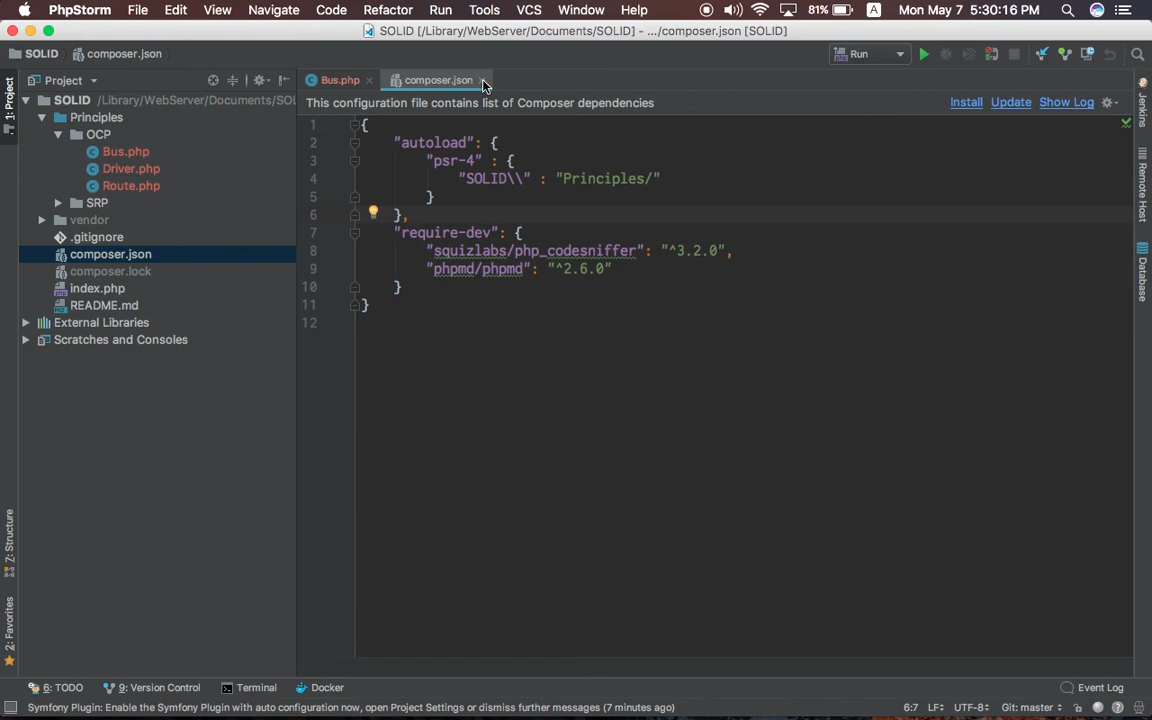 PhpStorm File Edit View Navigate Code Refactor Run Tools VCS Window Help 81% A Mon May 7 5:30:16 PM
SOLID [/Library/WebServer/Documents/SOLID] - .../composer.json [SOLID]
SOLID composer.json Run
Project Bus.php composer.json
SOLID /Library/WebServer/Documents/SOL
Principles
OCP
Bus.php
Driver.php
Route.php
SRP
vendor
.gitignore
composer.json
composer.lock
index.php
README.md
External Libraries
Scratches and Consoles
This configuration file contains list of Composer dependencies Install Update Show Log
1 {
2 "autoload": {
3 "psr-4" : {
4 "SOLID\\" : "Principles/"
5 }
6 },
7 "require-dev": {
8 "squizlabs/php_codesniffer": "^3.2.0",
9 "phpmd/phpmd": "^2.6.0"
10 }
11 }
12
1: Project
7: Structure
2: Favorites
Jenkins
Remote Host
Database
6: TODO 9: Version Control Terminal Docker Event Log
Symfony Plugin: Enable the Symfony Plugin with auto configuration now, open Project Settings or dismiss further messages (7 minutes ago) 6:7 LF÷ UTF-8÷ Git: master÷